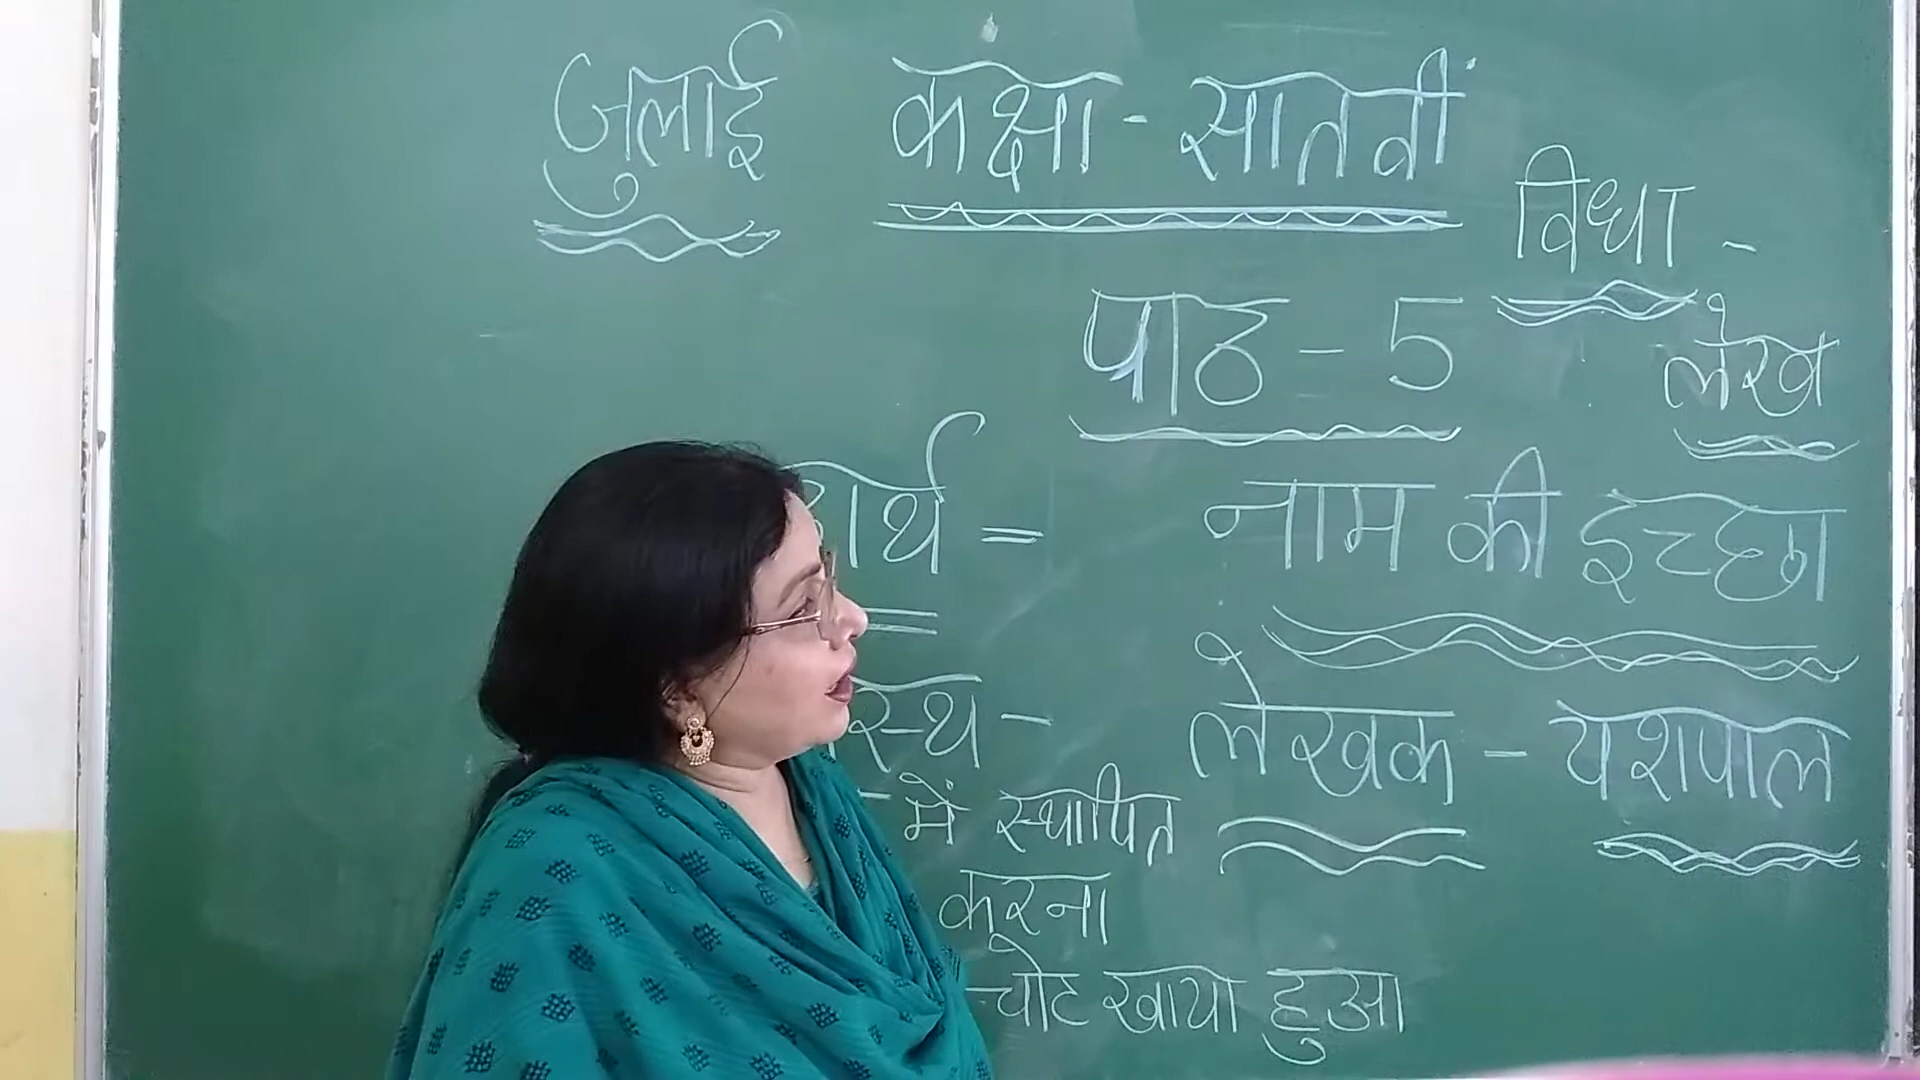 जुलाई कक्षा - सातवीं
विधा -
लेख
पाठ - 5
नाम की इच्छा
लेखक - यशपाल
में स्थापित
करना
- चोट खाया हुआ